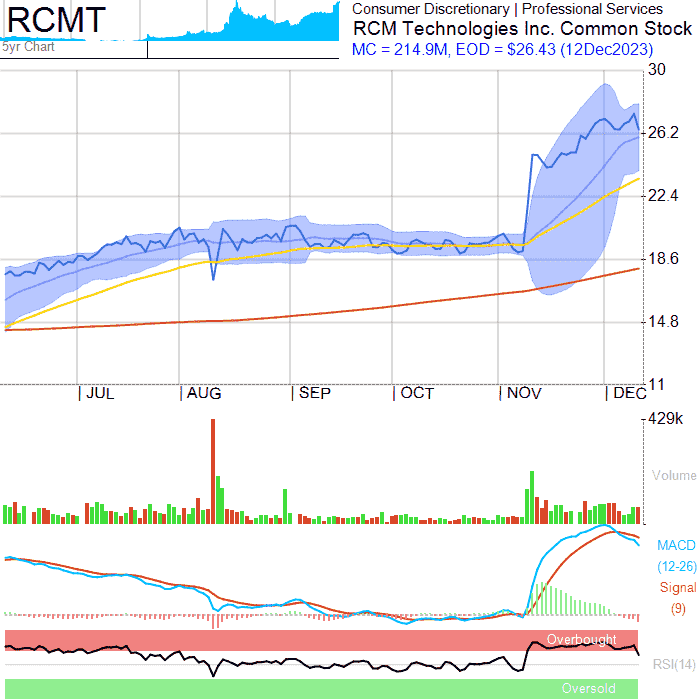 RCMT
5yr Chart
Consumer Discretionary | Professional Services
RCM Technologies Inc. Common Stock
MC = 214.9M, EOD = $26.43 (12Dec2023)
30
26.2
22.4
18.6
14.8
11
JUL
AUG
SEP
OCT
NOV
DEC
429k
Volume
MACD
(12-26)
Signal
(9)
Overbought
RSI(14)
Oversold